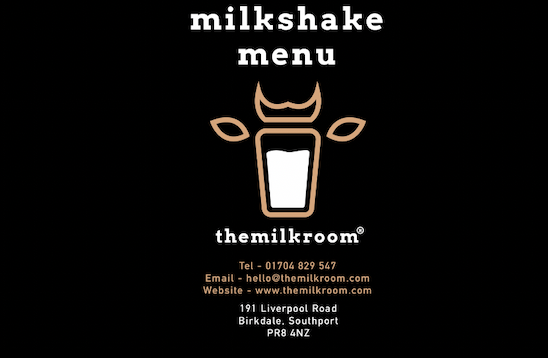 milkshake
menu
themilkroom®
Tel - 01704 829 547
Email - hello@themilkroom.com
Website - www.themilkroom.com
191 Liverpool Road
Birkdale, Southport
PR8 4NZ